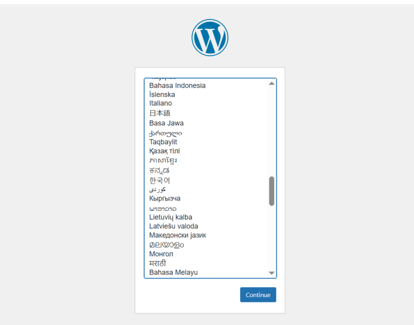 Bahasa Indonesia
Íslenska
Italiano
日本語
Basa Jawa
ქართული
Taqbaylit
Қазақ тілі
ភាសាខ្មែរ
ಕನ್ನಡ
한국어
كوردی
Кыргызча
ພາສາລາວ
Lietuvių kalba
Latviešu valoda
Македонски јазик
മലയാളം
Монгол
मराठी
Bahasa Melayu
Continue